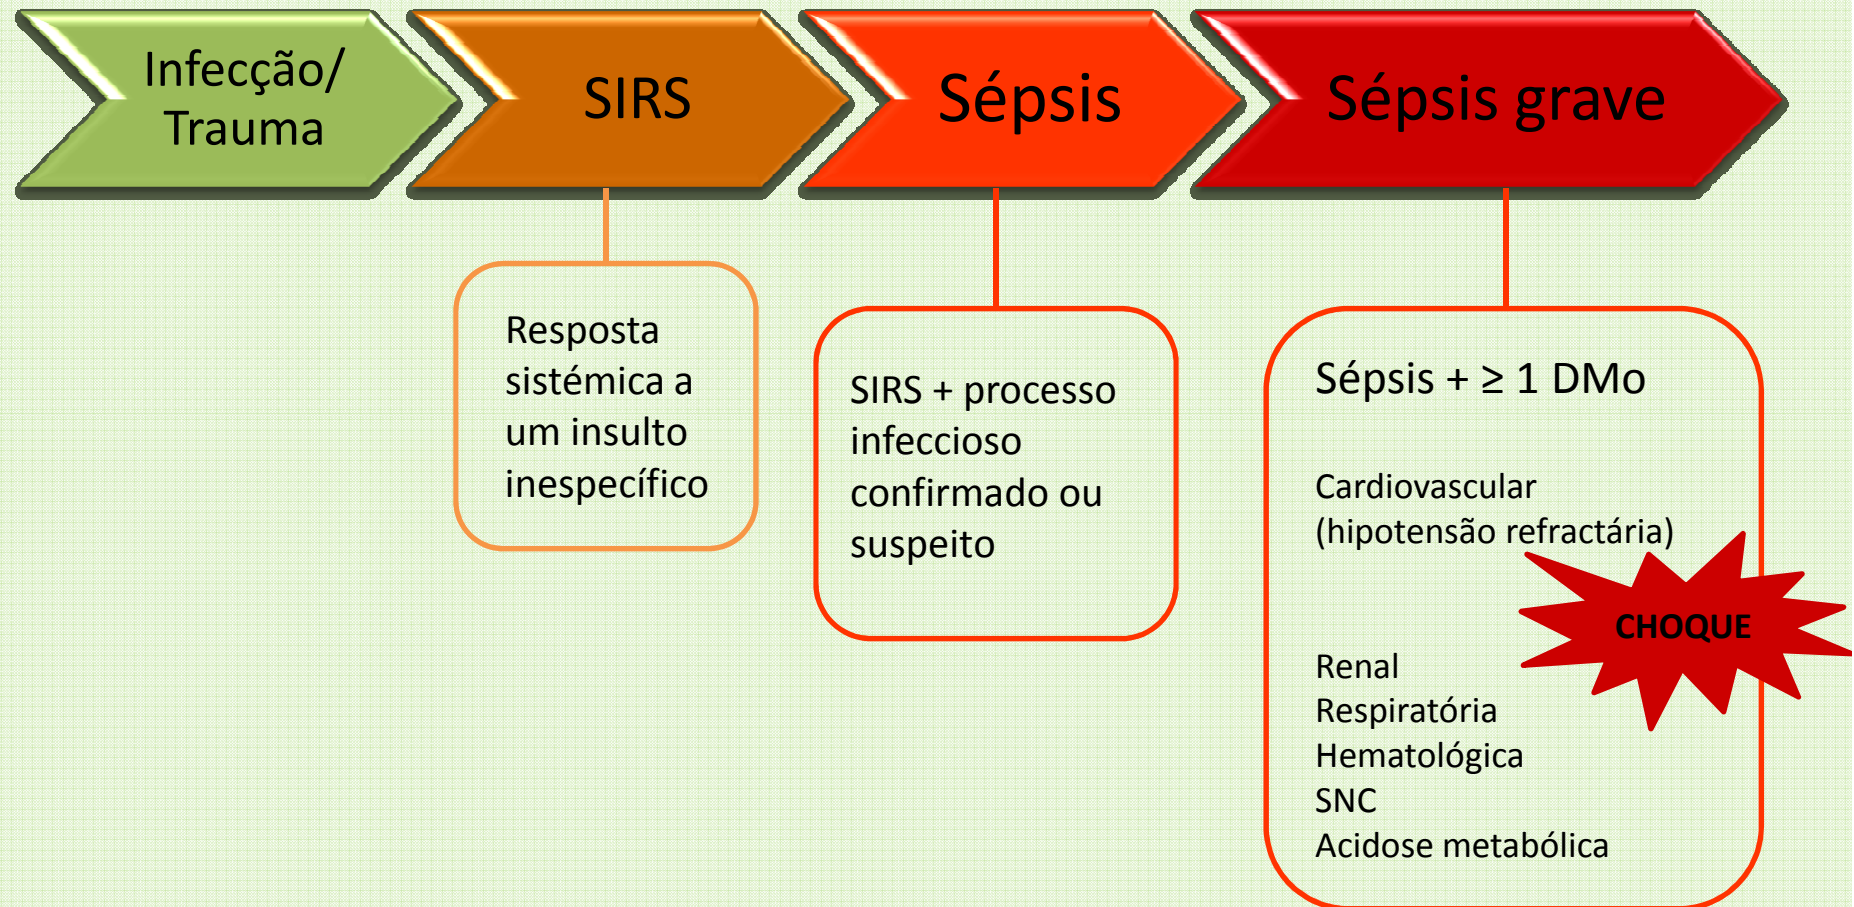 Infecção/
Trauma
SIRS
Sépsis
Sépsis grave
Resposta
sistémica a
um insulto
inespecífico
SIRS + processo
infeccioso
confirmado ou
suspeito
Sépsis + ≥ 1 DMo
Cardiovascular
(hipotensão refractária)
CHOQUE
Renal
Respiratória
Hematológica
SNC
Acidose metabólica